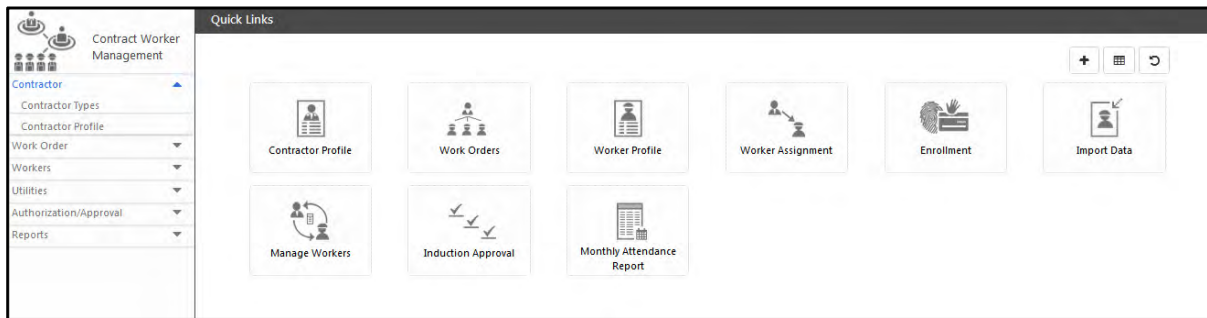 Contract Worker
Management
Contractor
Contractor Types
Contractor Profile
Work Order
Workers
Utilities
Authorization/Approval
Reports
Quick Links
Contractor Profile
Work Orders
Worker Profile
Worker Assignment
Enrollment
Import Data
Manage Workers
Induction Approval
Monthly Attendance
Report